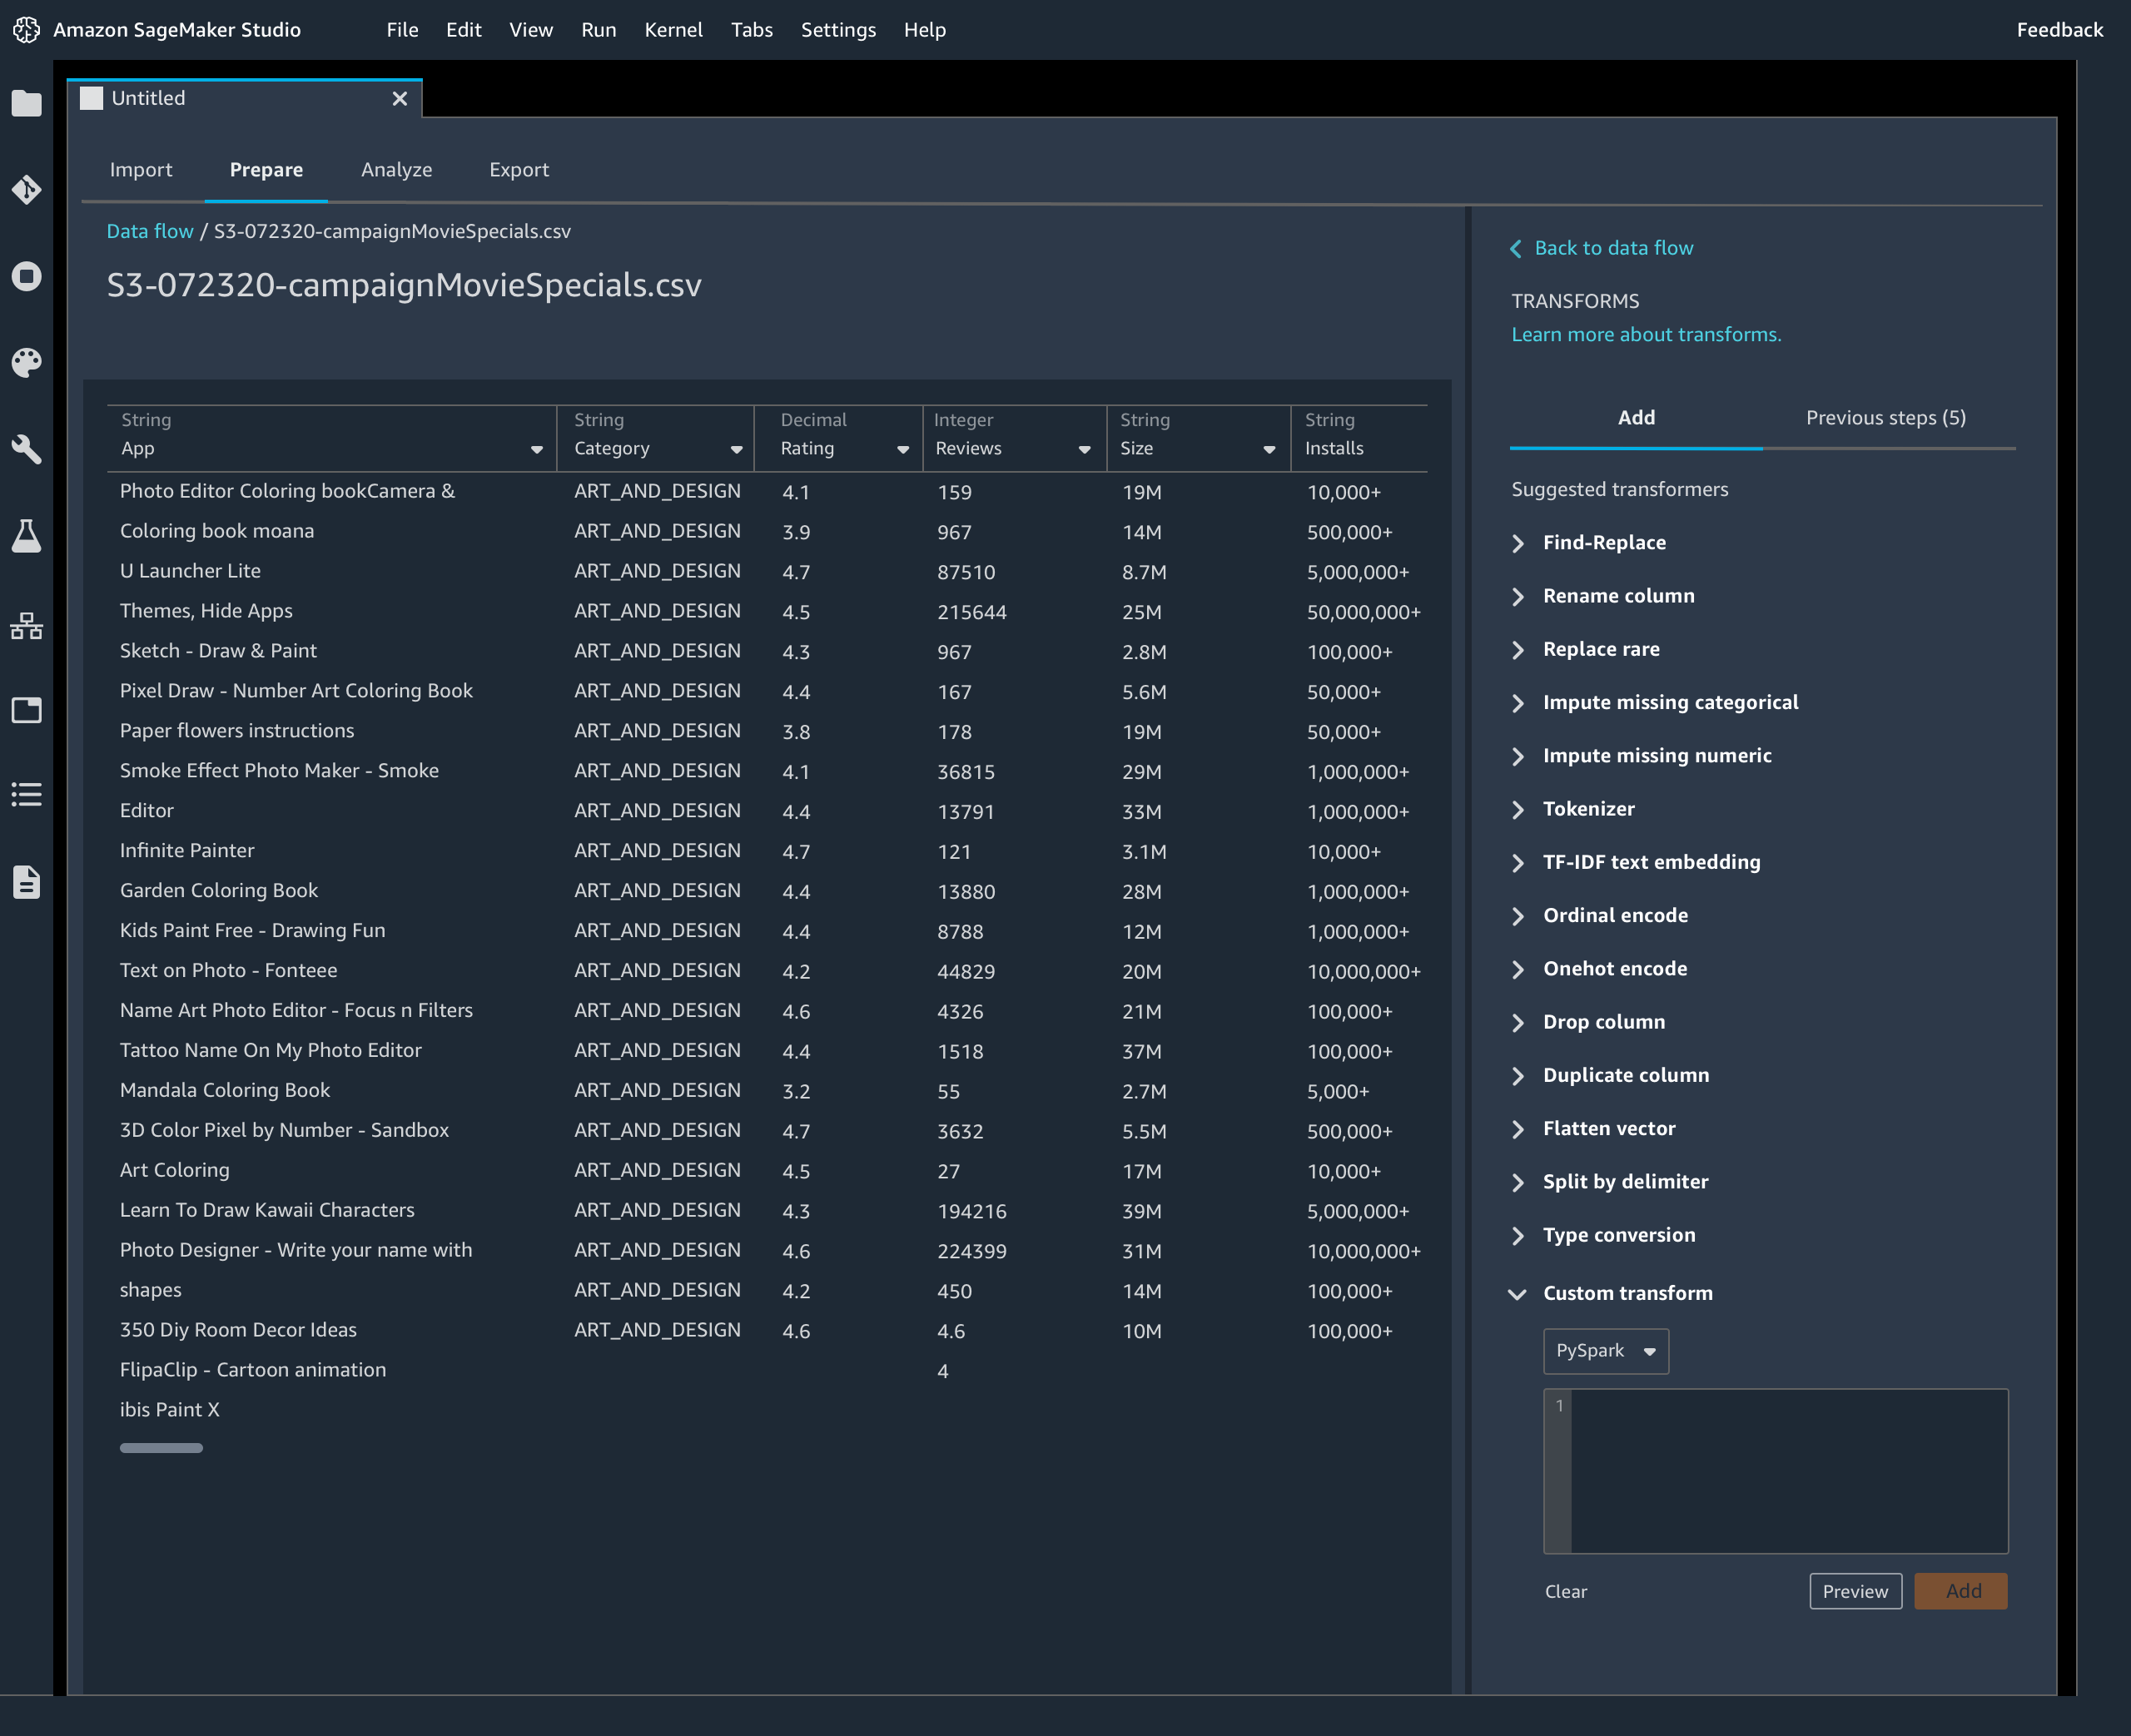 Amazon SageMaker Studio File Edit View Run Kernel Tabs Settings Help Feedback
Untitled
Import Prepare Analyze Export
Data flow / S3-072320-campaignMovieSpecials.csv
S3-072320-campaignMovieSpecials.csv
String String Decimal Integer String String
App Category Rating Reviews Size Installs
Photo Editor Coloring bookCamera & ART_AND_DESIGN 4.1 159 19M 10,000+
Coloring book moana ART_AND_DESIGN 3.9 967 14M 500,000+
U Launcher Lite ART_AND_DESIGN 4.7 87510 8.7M 5,000,000+
Themes, Hide Apps ART_AND_DESIGN 4.5 215644 25M 50,000,000+
Sketch - Draw & Paint ART_AND_DESIGN 4.3 967 2.8M 100,000+
Pixel Draw - Number Art Coloring Book ART_AND_DESIGN 4.4 167 5.6M 50,000+
Paper flowers instructions ART_AND_DESIGN 3.8 178 19M 50,000+
Smoke Effect Photo Maker - Smoke ART_AND_DESIGN 4.1 36815 29M 1,000,000+
Editor ART_AND_DESIGN 4.4 13791 33M 1,000,000+
Infinite Painter ART_AND_DESIGN 4.7 121 3.1M 10,000+
Garden Coloring Book ART_AND_DESIGN 4.4 13880 28M 1,000,000+
Kids Paint Free - Drawing Fun ART_AND_DESIGN 4.4 8788 12M 1,000,000+
Text on Photo - Fonteee ART_AND_DESIGN 4.2 44829 20M 10,000,000+
Name Art Photo Editor - Focus n Filters ART_AND_DESIGN 4.6 4326 21M 100,000+
Tattoo Name On My Photo Editor ART_AND_DESIGN 4.4 1518 37M 100,000+
Mandala Coloring Book ART_AND_DESIGN 3.2 55 2.7M 5,000+
3D Color Pixel by Number - Sandbox ART_AND_DESIGN 4.7 3632 5.5M 500,000+
Art Coloring ART_AND_DESIGN 4.5 27 17M 10,000+
Learn To Draw Kawaii Characters ART_AND_DESIGN 4.3 194216 39M 5,000,000+
Photo Designer - Write your name with ART_AND_DESIGN 4.6 224399 31M 10,000,000+
shapes ART_AND_DESIGN 4.2 450 14M 100,000+
350 Diy Room Decor Ideas ART_AND_DESIGN 4.6 4.6 10M 100,000+
FlipaClip - Cartoon animation 4
ibis Paint X
Back to data flow
TRANSFORMS
Learn more about transforms.
Add Previous steps (5)
Suggested transformers
Find-Replace
Rename column
Replace rare
Impute missing categorical
Impute missing numeric
Tokenizer
TF-IDF text embedding
Ordinal encode
Onehot encode
Drop column
Duplicate column
Flatten vector
Split by delimiter
Type conversion
Custom transform
PySpark
1
Clear Preview Add